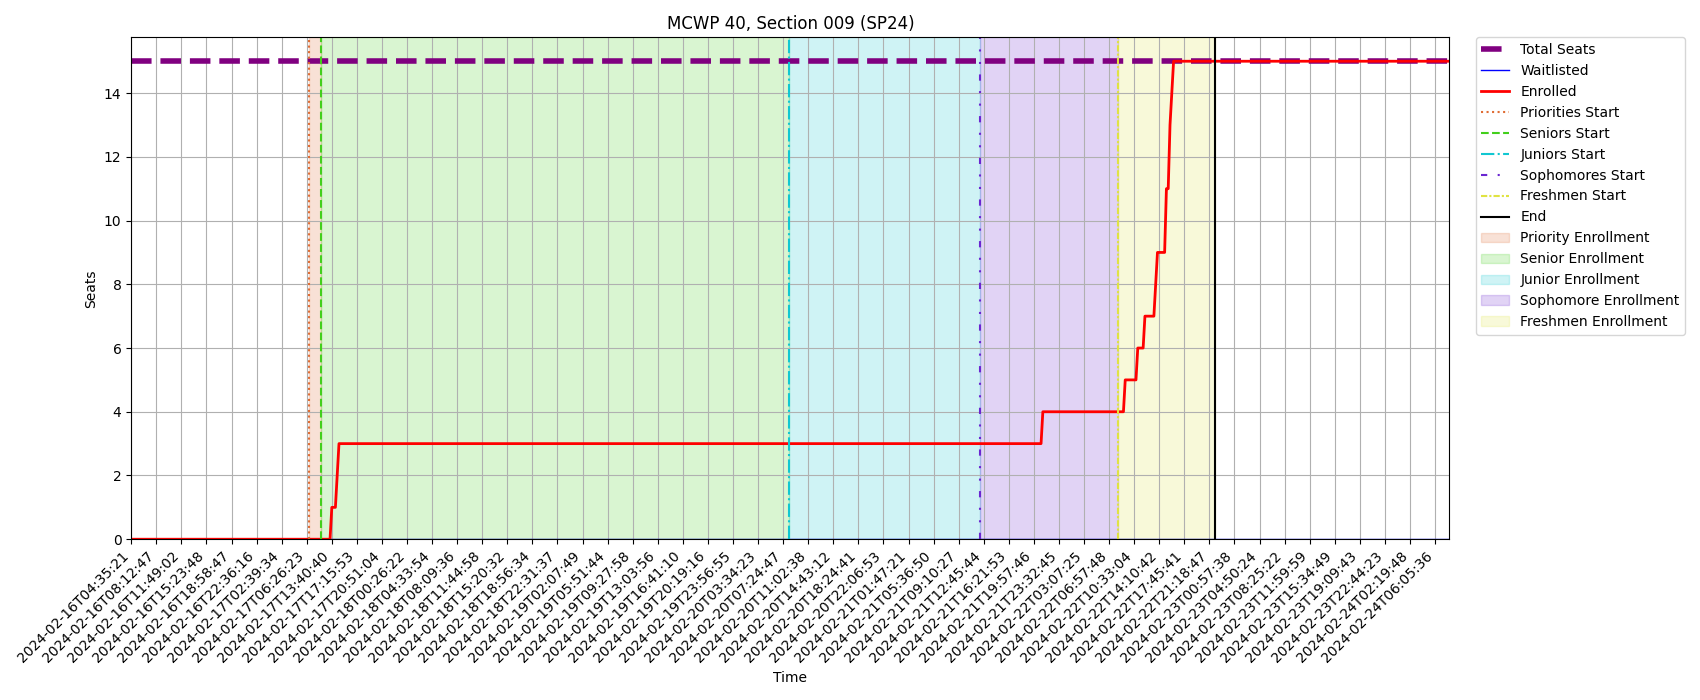 MCWP 40, Section 009 (SP24)
Seats
14
12
10
8
6
4
2
0
2024-02-16T04:35:21
2024-02-16T08:12:47
2024-02-16T11:49:02
2024-02-16T15:23:48
2024-02-16T18:58:47
2024-02-16T22:36:16
2024-02-17T02:39:34
2024-02-17T06:26:23
2024-02-17T13:40:40
2024-02-17T17:15:53
2024-02-17T20:51:04
2024-02-18T00:26:22
2024-02-18T04:33:54
2024-02-18T08:09:36
2024-02-18T11:44:58
2024-02-18T15:20:32
2024-02-18T18:56:34
2024-02-18T22:31:37
2024-02-19T02:07:49
2024-02-19T05:51:44
2024-02-19T09:27:58
2024-02-19T13:03:56
2024-02-19T16:41:10
2024-02-19T20:19:16
2024-02-19T23:56:55
2024-02-20T03:34:23
2024-02-20T07:24:47
2024-02-20T11:02:38
2024-02-20T14:43:12
2024-02-20T18:24:41
2024-02-20T22:06:53
2024-02-21T01:47:21
2024-02-21T05:36:50
2024-02-21T09:10:27
2024-02-21T12:45:44
2024-02-21T16:21:53
2024-02-21T19:57:46
2024-02-21T23:32:45
2024-02-22T03:07:25
2024-02-22T06:57:48
2024-02-22T10:33:04
2024-02-22T14:10:42
2024-02-22T17:45:41
2024-02-22T21:18:47
2024-02-23T00:57:38
2024-02-23T04:50:24
2024-02-23T08:25:22
2024-02-23T11:59:59
2024-02-23T15:34:49
2024-02-23T19:09:43
2024-02-23T22:44:23
2024-02-24T02:19:48
2024-02-24T06:05:36
Time
Total Seats
Waitlisted
Enrolled
Priorities Start
Seniors Start
Juniors Start
Sophomores Start
Freshmen Start
End
Priority Enrollment
Senior Enrollment
Junior Enrollment
Sophomore Enrollment
Freshmen Enrollment